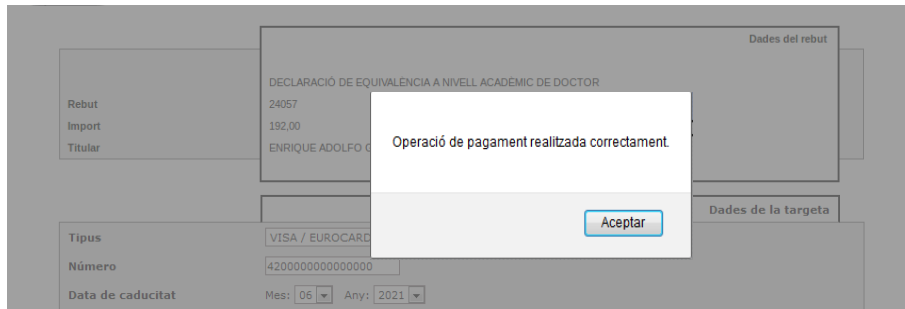 Dades del rebut
DECLARACIÓ DE EQUIVALÈNCIA A NIVELL ACADÈMIC DE DOCTOR
Rebut 24057
Import 192,00
Titular ENRIQUE ADOLFO
Operació de pagament realitzada correctament.
Aceptar
Dades de la targeta
Tipus VISA / EUROCARD
Número 4200000000000000
Data de caducitat Mes: 06 Any: 2021